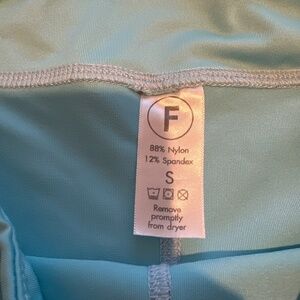 F
88% Nylon
12% Spandex
S
Remove
promptly
from dryer